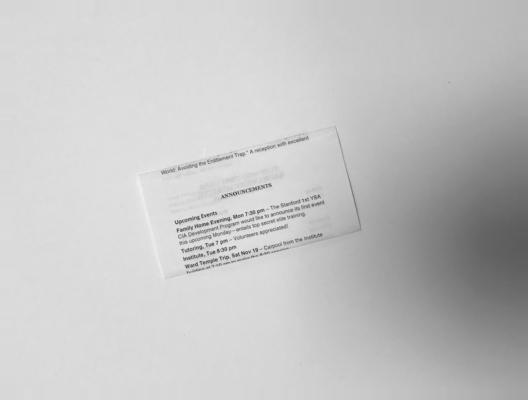 World: Avoiding the Entitlement Trap." A reception with excellent
ANNOUNCEMENTS
Upcoming Events
Family Home Evening, Mon 7:30 pm – The Stanford 1st YSA
CIA Development Program would like to announce its first event
this upcoming Monday—entails top secret elite training.
Tutoring, Tue 7 pm – Volunteers appreciated!
Institute, Tue 8:30 pm
Ward Temple Trip, Sat Nov 19 – Carpool from the Institute